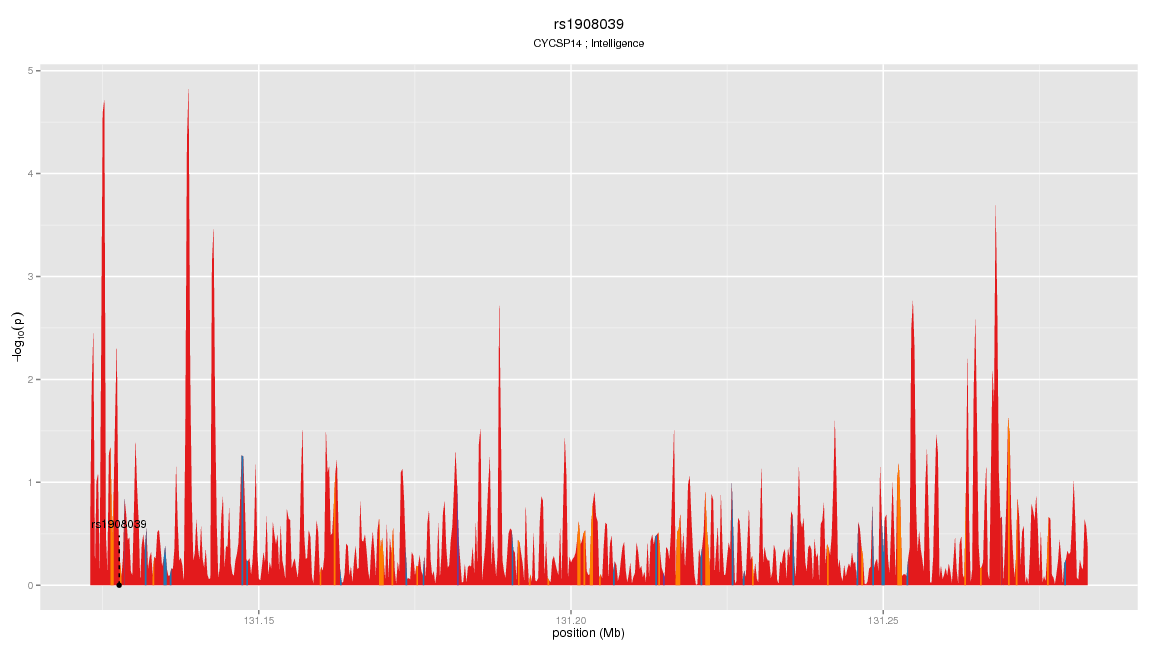 rs1908039
CYCSP14 ; Intelligence
5
4
3
2
1
0
−log10(p)
rs1908039
131.15
131.20
131.25
position (Mb)